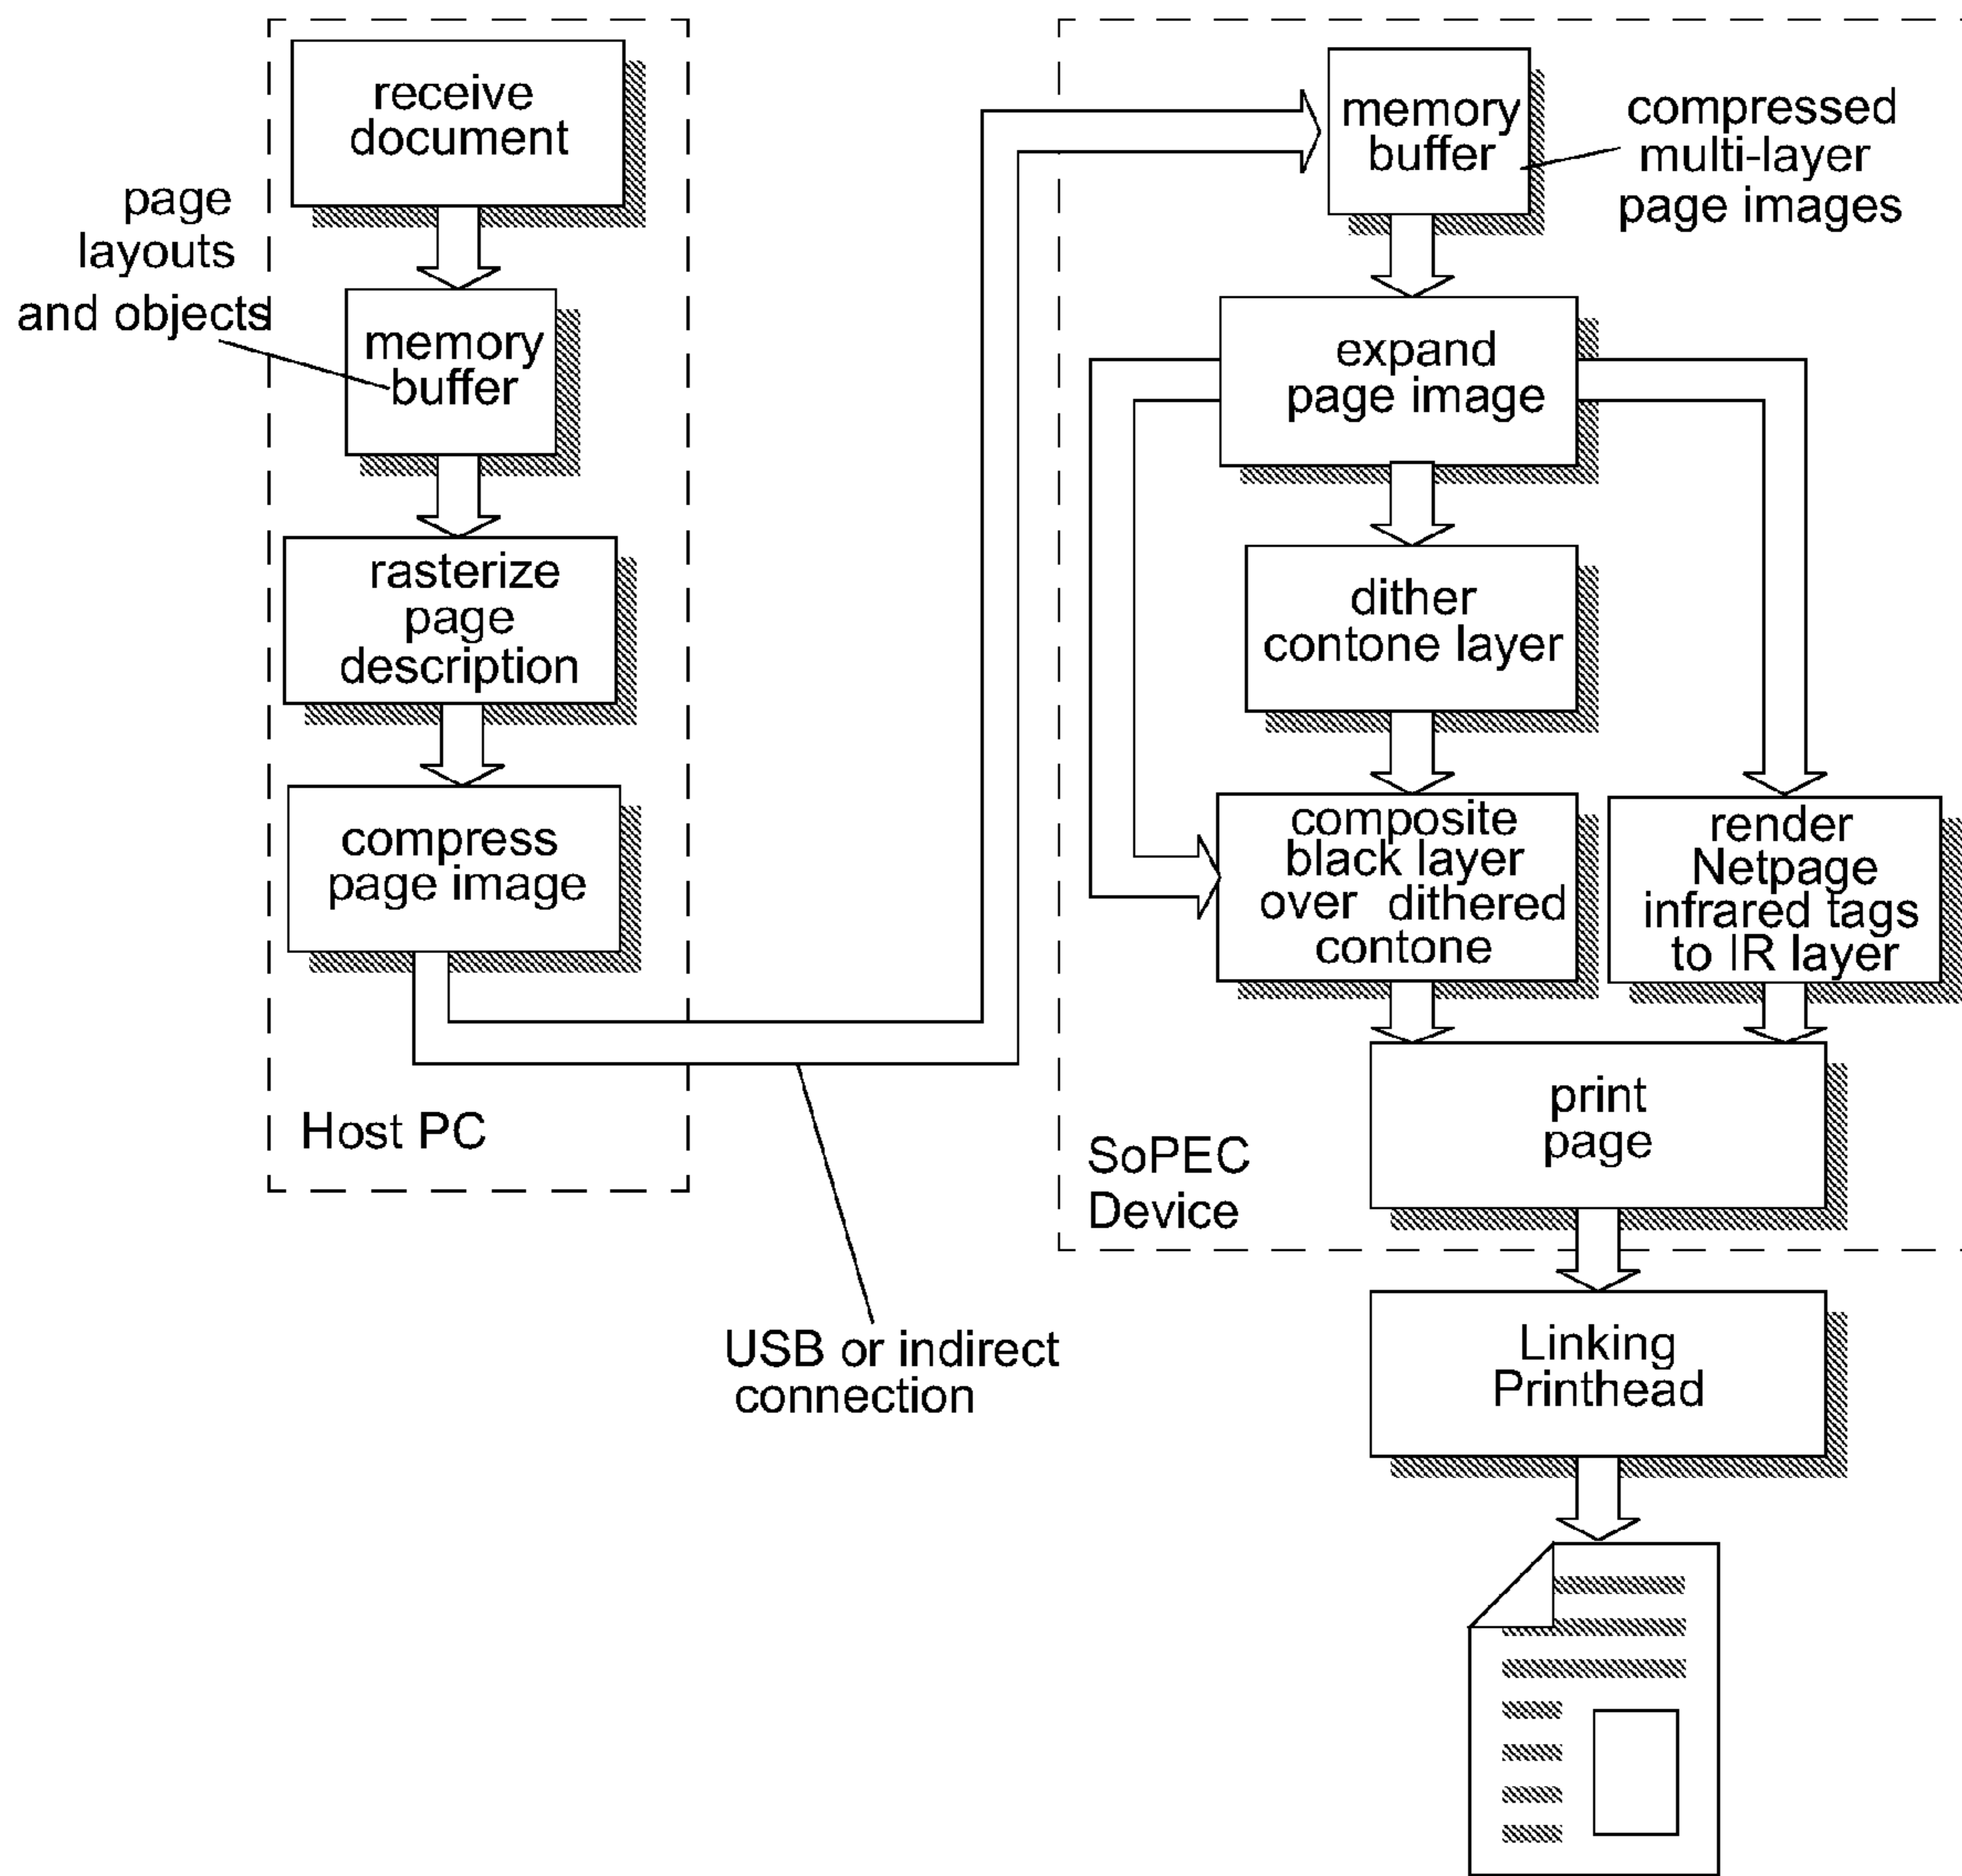 receive
document
page
layouts
and objects
memory
buffer
rasterize
page
description
compress
page image
Host PC
USB or indirect
connection
memory
buffer
compressed
multi-layer
page images
expand
page image
dither
contone layer
composite
black layer
over dithered
contone
render
Netpage
infrared tags
to IR layer
print
page
SoPEC
Device
Linking
Printhead